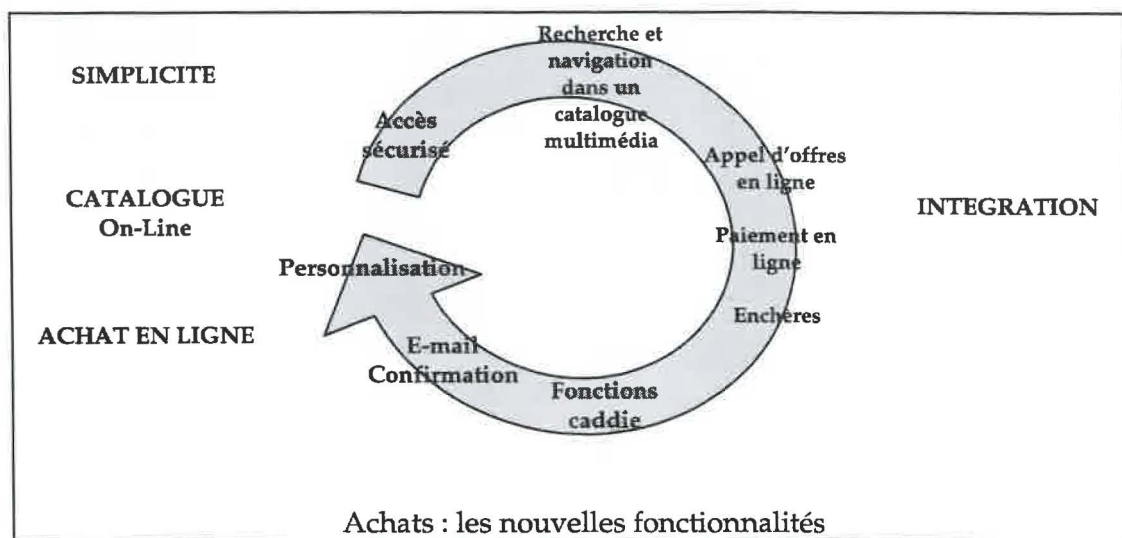 SIMPLICITE
CATALOGUE
On-Line
ACHAT EN LIGNE
Accès
sécurisé
Recherche et
navigation
dans un
catalogue
multimédia
Appel d'offres
en ligne
Paiement en
ligne
Enchères
Fonctions
caddie
E-mail
Confirmation
Personnalisation
INTEGRATION
Achats : les nouvelles fonctionnalités